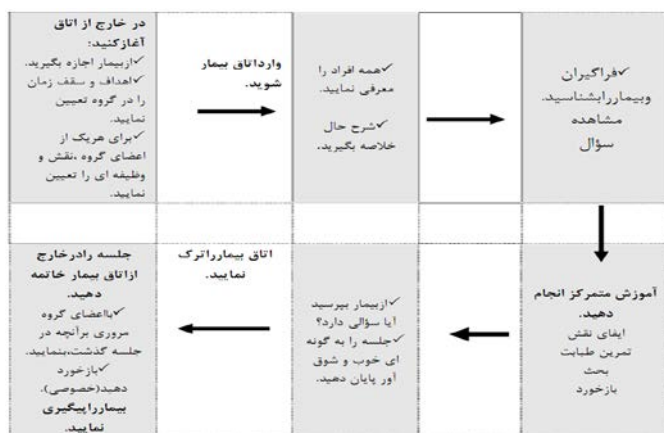 در خارج از اتاق
آغازکنید:
✓ازبیمار اجازه بگیرید.
✓اهداف و سقف زمان
را در گروه تعیین
نمایید.
✓برای هریک از
اعضای گروه ،نقش و
وظیفه ای را تعیین
نمایید.
وارداتاق بیمار
شوید.
✓همه افراد را
معرفی نمایید.
✓شرح حال
خلاصه بگیرید.
✓فراگیران
وبیماررابشناسید.
مشاهده
سؤال
آموزش متمرکز انجام
دهید.
ایفای نقش
تمرین طبابت
بحث
بازخورد
✓ازبیمار بپرسید
آیا سؤالی دارد؟
✓جلسه را به گونه
ای خوب و شوق
آور پایان دهید.
اتاق بیمارراترک
نمایید.
جلسه رادرخارج
ازاتاق بیمار خاتمه
دهید.
✓بااعضای گروه
مروری برآنچه در
جلسه گذشت،بنمایید.
✓بازخورد
دهید(خصوصی).
بیمارراپیگیری
نمایید.